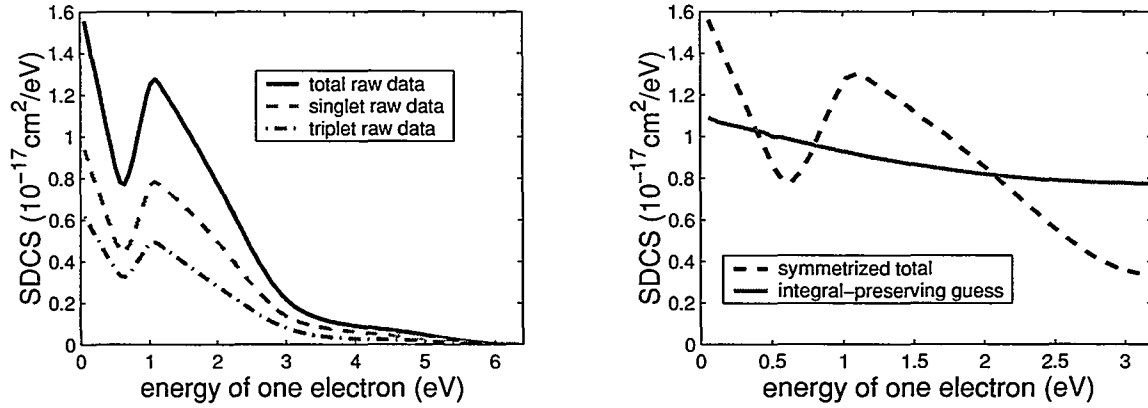 1.6
1.4
1.2
1
0.8
0.6
0.4
0.2
0
SDCS (10⁻¹⁷cm²/eV)
total raw data
singlet raw data
triplet raw data
0 1 2 3 4 5 6
energy of one electron (eV)
1.6
1.4
1.2
1
0.8
0.6
0.4
0.2
0
SDCS (10⁻¹⁷cm²/eV)
symmetrized total
integral−preserving guess
0 0.5 1 1.5 2 2.5 3
energy of one electron (eV)